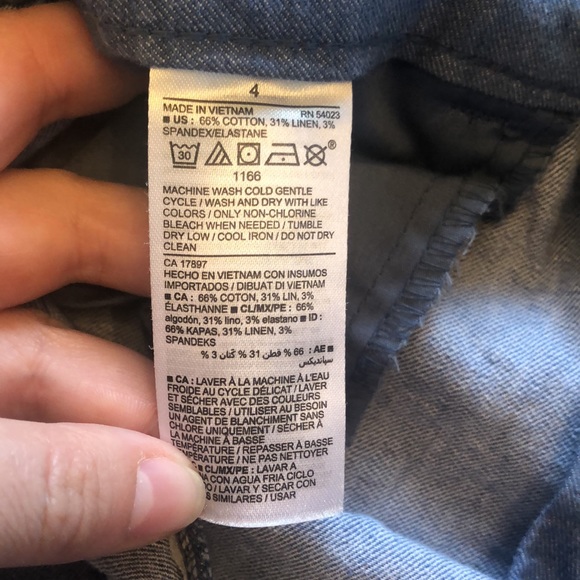 4
MADE IN VIETNAM RN 54023
■ US : 66% COTTON, 31% LINEN, 3%
SPANDEX/ELASTANE
30
®
1166
MACHINE WASH COLD GENTLE
CYCLE / WASH AND DRY WITH LIKE
COLORS / ONLY NON-CHLORINE
BLEACH WHEN NEEDED / TUMBLE
DRY LOW / COOL IRON / DO NOT DRY
CLEAN
CA 17897
HECHO EN VIETNAM CON INSUMOS
IMPORTADOS / DIBUAT DI VIETNAM
■ CA : 66% COTON, 31% LIN, 3%
ÉLASTHANNE ■ CL/MX/PE : 66%
algodón, 31% lino, 3% elastano ■ ID :
66% KAPAS, 31% LINEN, 3%
SPANDEKS
■ AE : 66 % قطن 31 % كتان 3 %
سباندیکس
■ CA : LAVER À LA MACHINE À L'EAU
FROIDE AU CYCLE DÉLICAT / LAVER
ET SÉCHER AVEC DES COULEURS
SEMBLABLES / UTILISER AU BESOIN
UN AGENT DE BLANCHIMENT SANS
CHLORE UNIQUEMENT / SÉCHER À
LA MACHINE À BASSE
TEMPÉRATURE / REPASSER À BASSE
TEMPÉRATURE / NE PAS NETTOYER
■ CL/MX/PE : LAVAR A
CON AGUA FRIA CICLO
/ LAVAR Y SECAR CON
SIMILARES / USAR